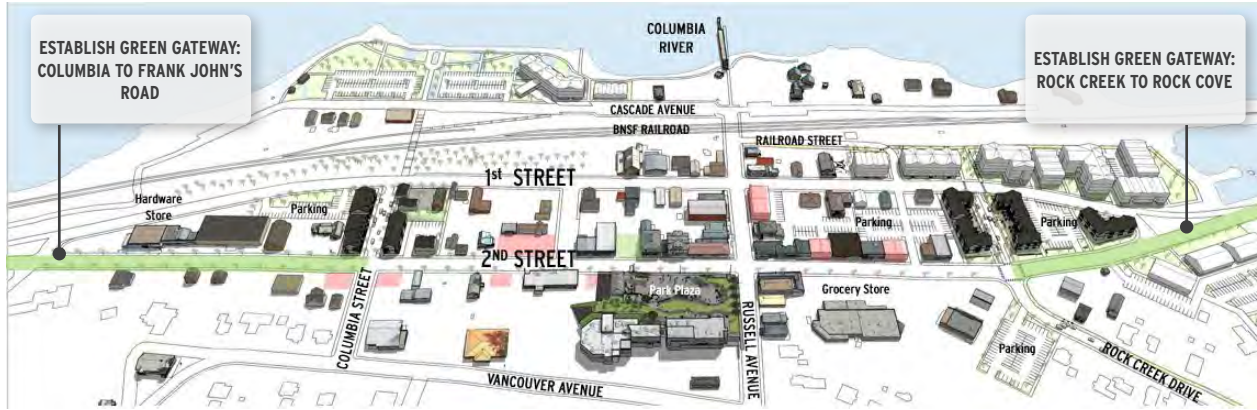 ESTABLISH GREEN GATEWAY:
COLUMBIA TO FRANK JOHN'S
ROAD
COLUMBIA
RIVER
ESTABLISH GREEN GATEWAY:
ROCK CREEK TO ROCK COVE
CASCADE AVENUE
BNSF RAILROAD
RAILROAD STREET
1st STREET
Hardware
Store
Parking
Parking
Parking
2ND STREET
COLUMBIA STREET
Park Plaza
RUSSELL AVENUE
Grocery Store
Parking
ROCK CREEK DRIVE
VANCOUVER AVENUE